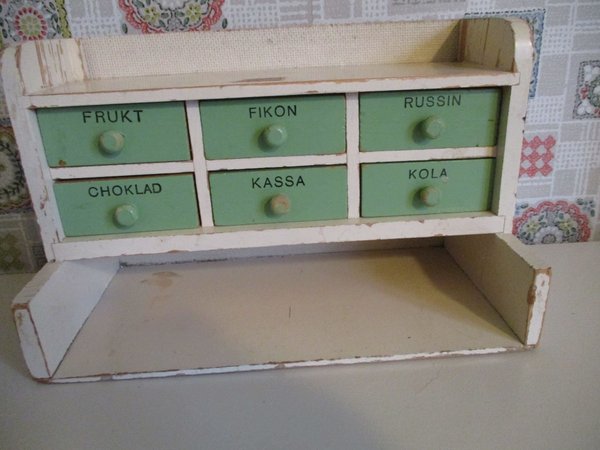 FRUKT
FIKON
RUSSIN
CHOKLAD
KASSA
KOLA